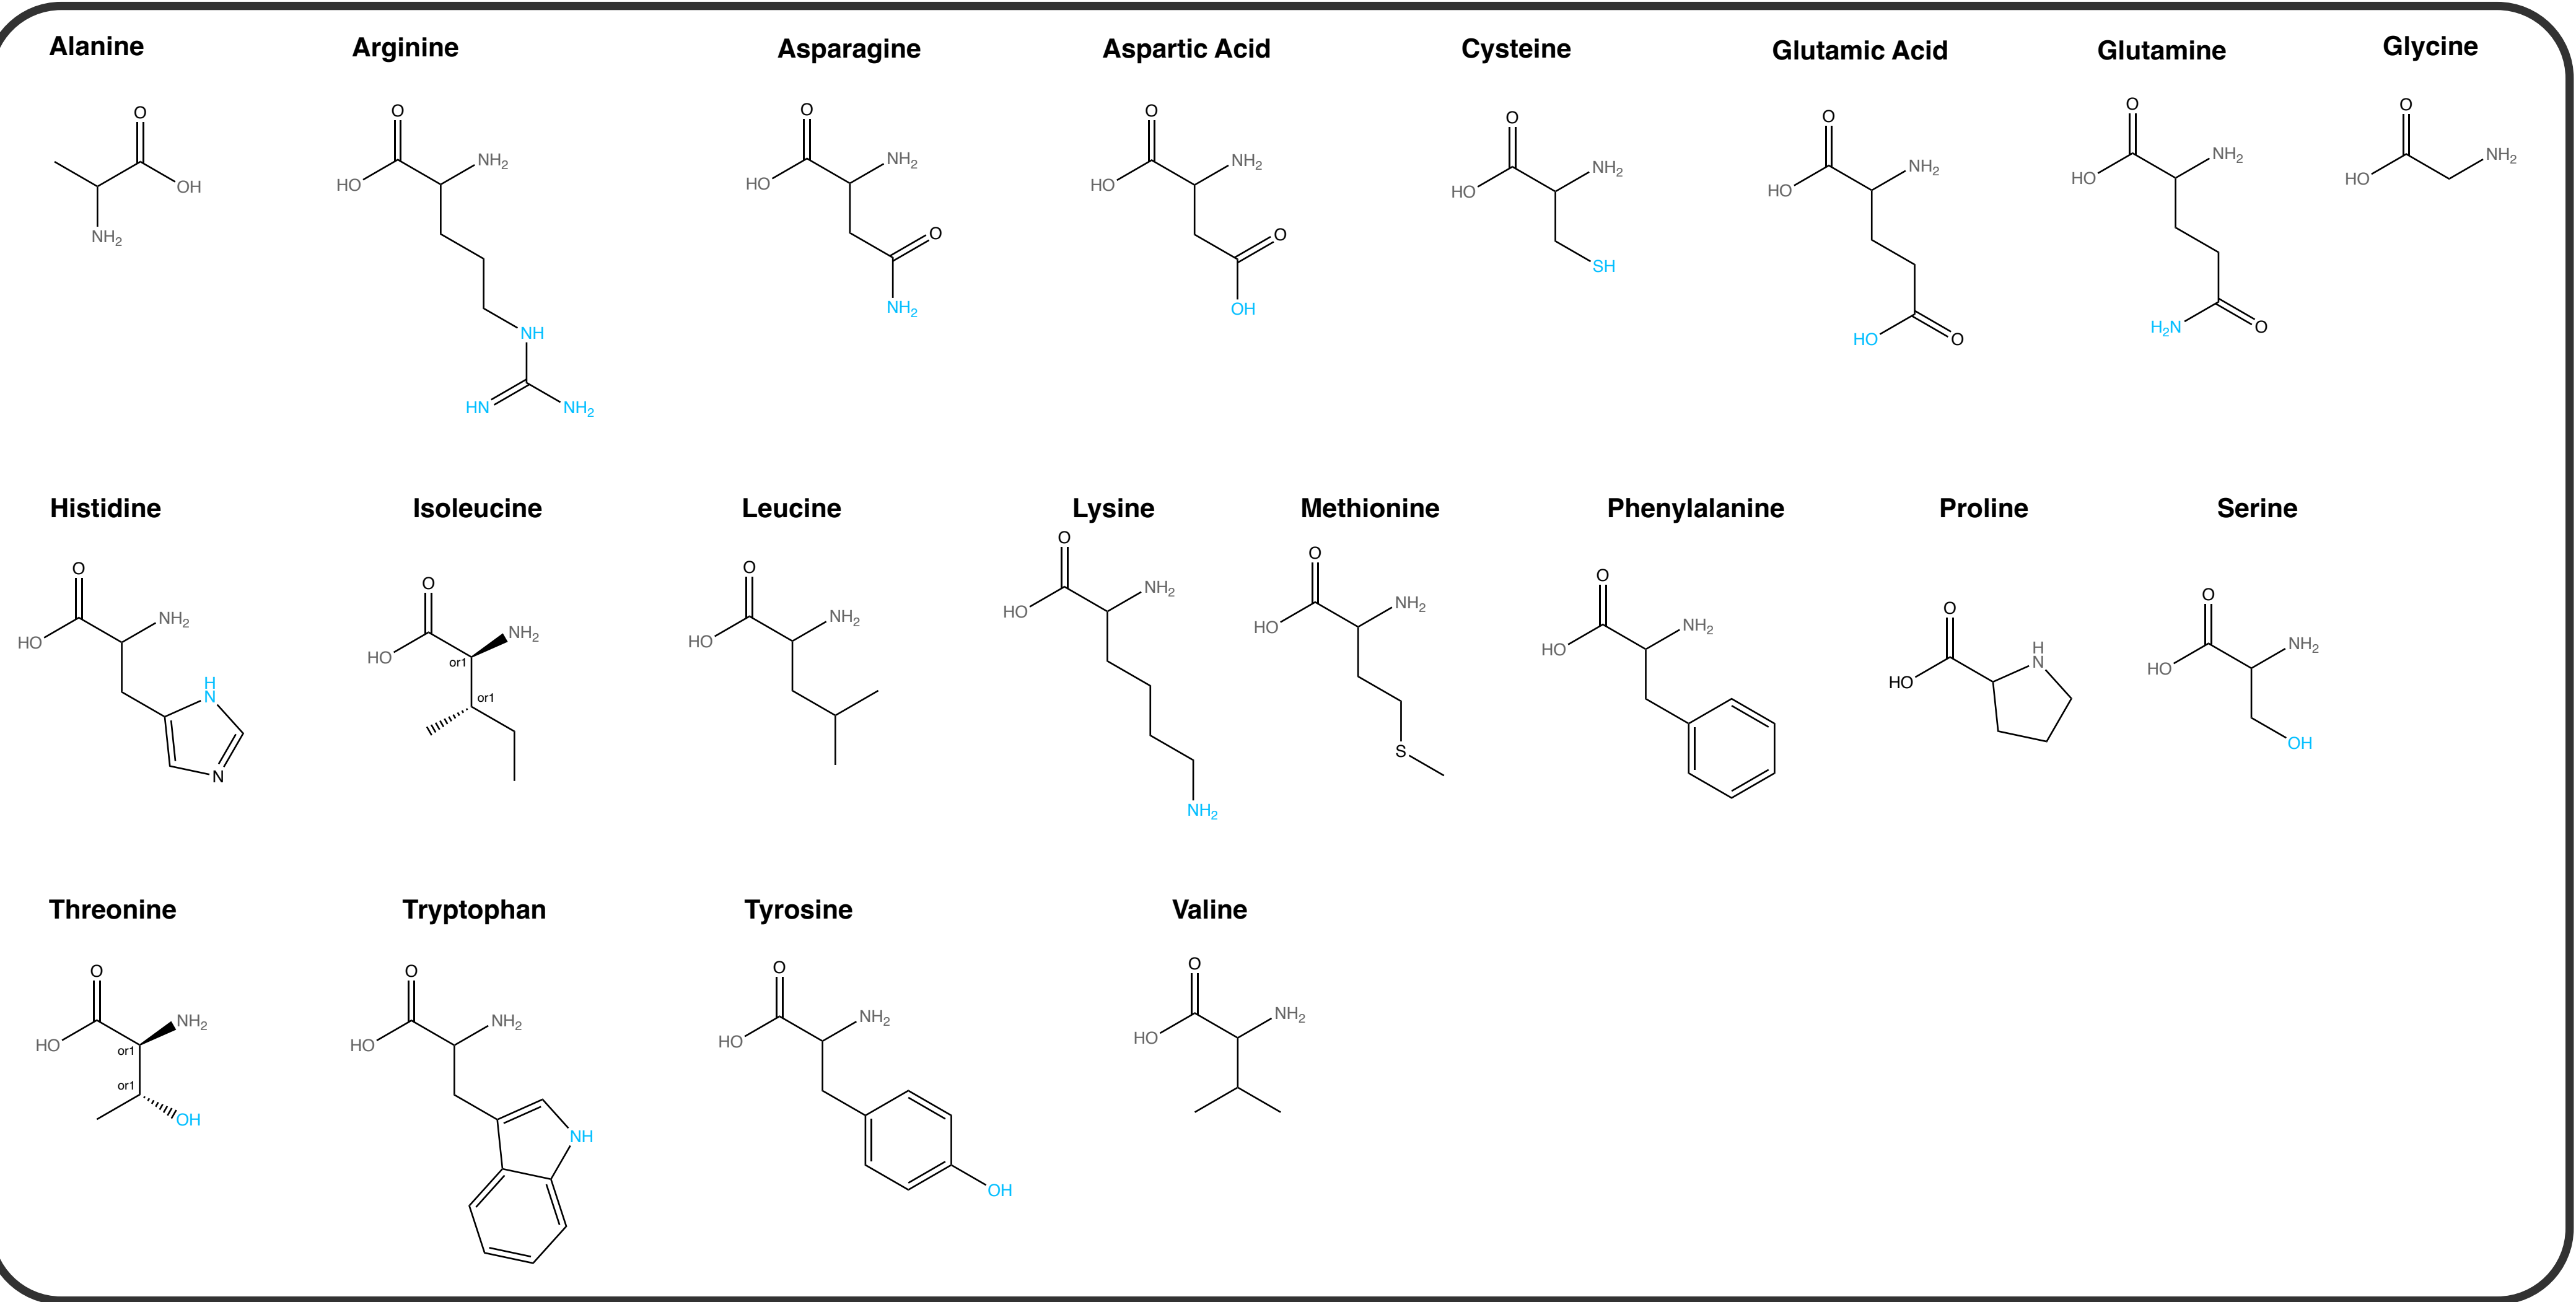 Alanine
Arginine
Asparagine
Aspartic Acid
Cysteine
Glutamic Acid
Glutamine
Glycine
O
OH
NH₂
O
HO
NH₂
NH
HN
NH₂
O
HO
NH₂
O
NH₂
O
HO
NH₂
O
OH
O
HO
NH₂
SH
O
HO
NH₂
HO
O
O
HO
NH₂
H₂N
O
O
HO
NH₂
Histidine
Isoleucine
Leucine
Lysine
Methionine
Phenylalanine
Proline
Serine
O
HO
NH₂
H
N
N
O
HO
NH₂
or1
or1
O
HO
NH₂
O
HO
NH₂
NH₂
O
HO
NH₂
S
O
HO
NH₂
O
HO
H
N
O
HO
NH₂
OH
Threonine
Tryptophan
Tyrosine
Valine
O
HO
NH₂
or1
or1
OH
O
HO
NH₂
NH
O
HO
NH₂
OH
O
HO
NH₂